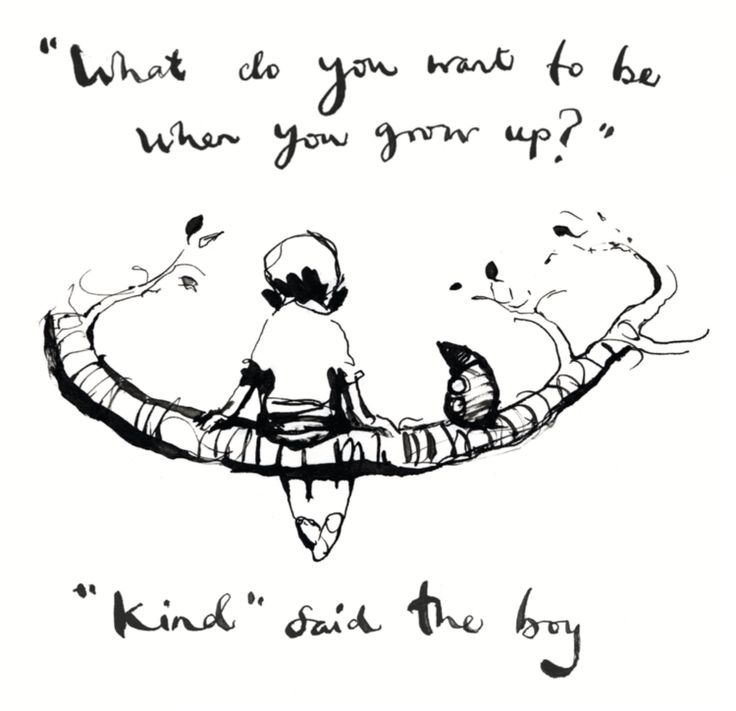 "What do you want to be
when you grow up?"
"Kind" said the boy